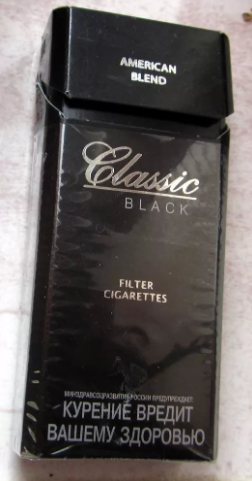 AMERICAN
BLEND
Classic
BLACK
FILTER
CIGARETTES
МИНЗДРАВСОЦРАЗВИТИЯ РОССИИ ПРЕДУПРЕЖДАЕТ:
КУРЕНИЕ ВРЕДИТ
ВАШЕМУ ЗДОРОВЬЮ